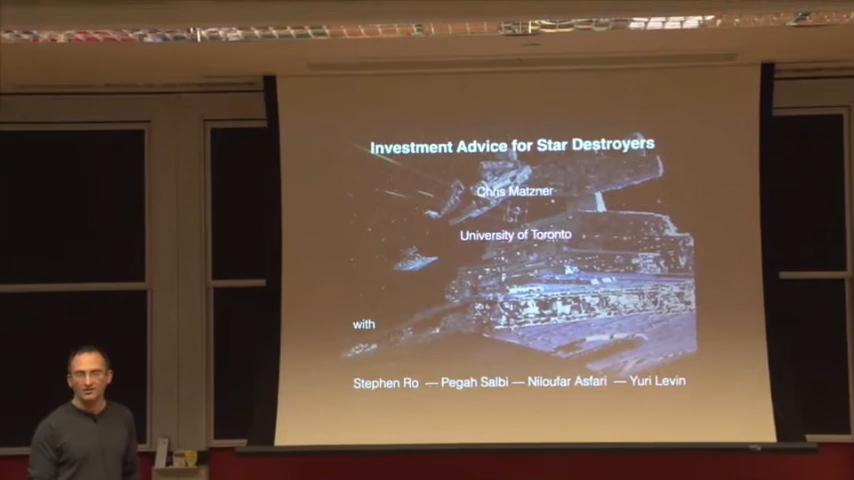 Investment Advice for Star Destroyers
Chris Matzner
University of Toronto
with
Stephen Ro — Pegah Salbi — Niloufar Asfari — Yuri Levin